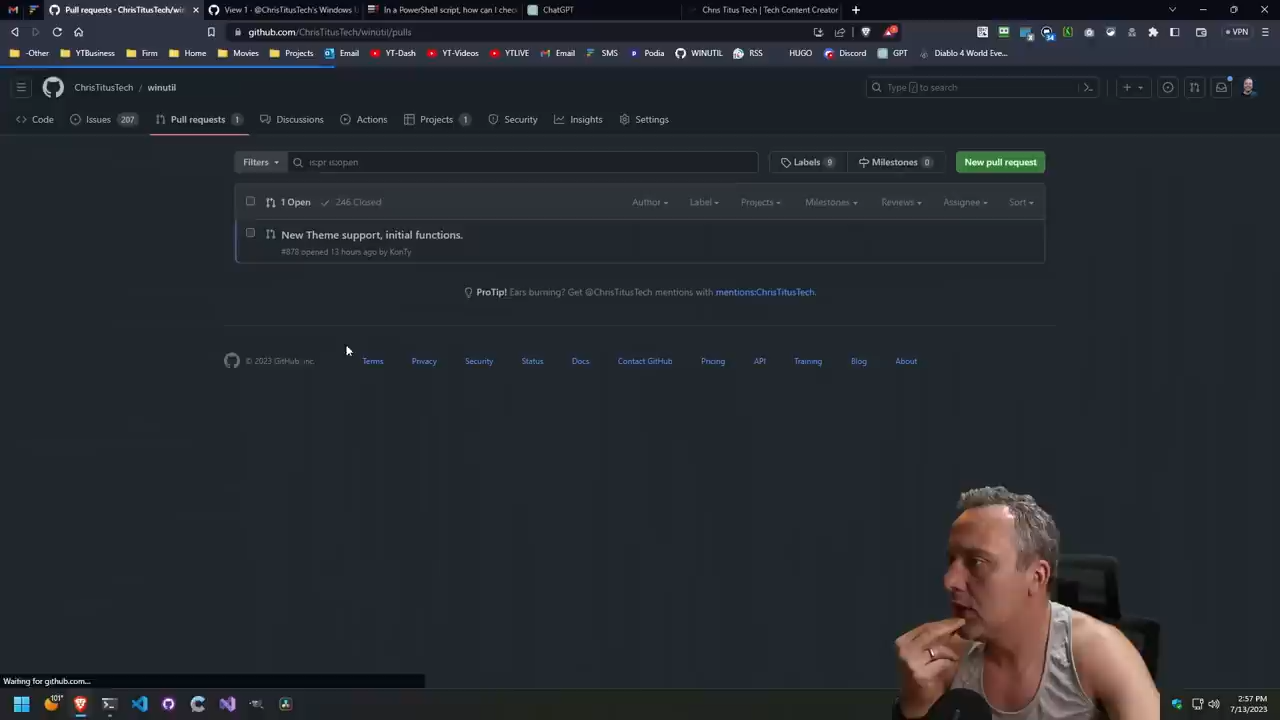 Pull requests · ChrisTitusTech/wi
View 1 · @ChrisTitusTech's Windows U
In a PowerShell script, how can I check
ChatGPT
Chris Titus Tech | Tech Content Creator
github.com/ChrisTitusTech/winutil/pulls
VPN
-Other
YTBusiness
Firm
Home
Movies
Projects
Email
YT-Dash
YT-Videos
YTLIVE
Email
SMS
Podia
WINUTIL
RSS
HUGO
Discord
GPT
Diablo 4 World Eve...
ChrisTitusTech / winutil
Type / to search
Code
Issues 207
Pull requests 1
Discussions
Actions
Projects 1
Security
Insights
Settings
Filters
is:pr is:open
Labels 9
Milestones 0
New pull request
1 Open
246 Closed
Author
Label
Projects
Milestones
Reviews
Assignee
Sort
New Theme support, initial functions.
#878 opened 13 hours ago by KonTy
ProTip! Ears burning? Get @ChrisTitusTech mentions with mentions:ChrisTitusTech.
© 2023 GitHub, Inc.
Terms
Privacy
Security
Status
Docs
Contact GitHub
Pricing
API
Training
Blog
About
Waiting for github.com...
101°
2:57 PM
7/13/2023